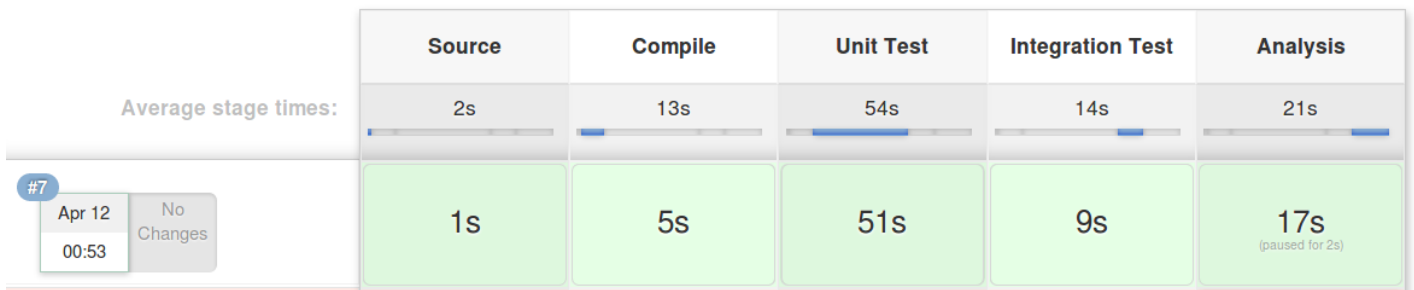 Source Compile Unit Test Integration Test Analysis
Average stage times: 2s 13s 54s 14s 21s
#7
Apr 12 No
Changes
00:53
1s 5s 51s 9s 17s
(paused for 2s)